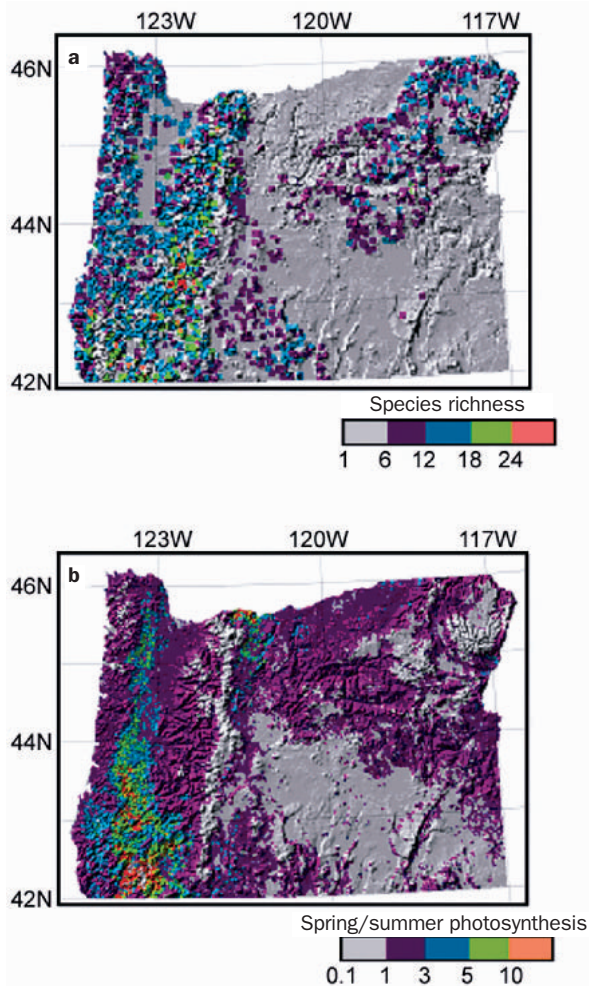 123W 120W 117W
a
46N
44N
42N
Species richness
1 6 12 18 24
123W 120W 117W
b
46N
44N
42N
Spring/summer photosynthesis
0.1 1 3 5 10